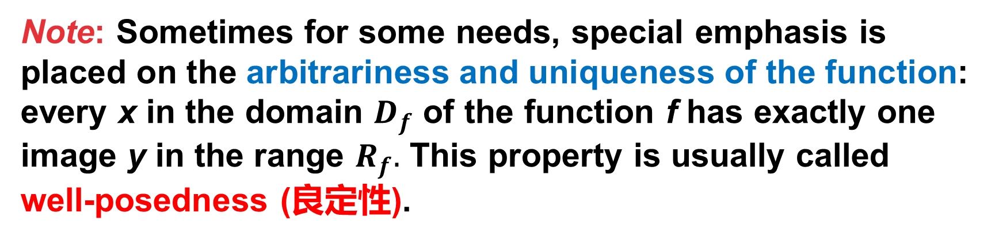 Note: Sometimes for some needs, special emphasis is
placed on the arbitrariness and uniqueness of the function:
every x in the domain D_f of the function f has exactly one
image y in the range R_f. This property is usually called
well-posedness (良定性).